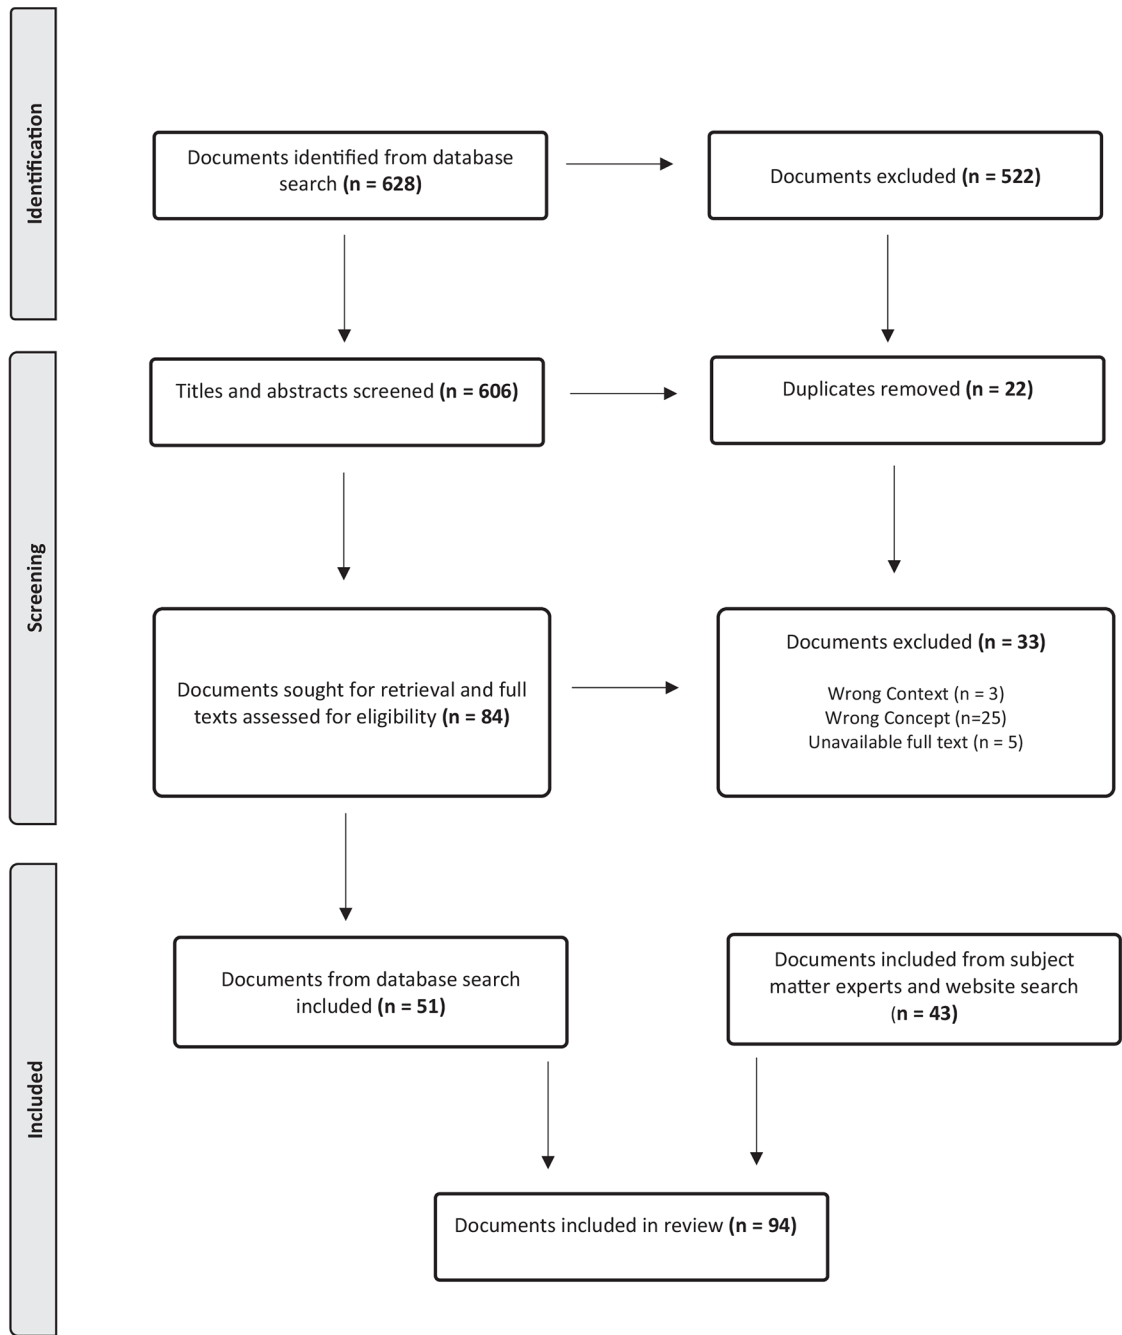 Identification
Documents identified from database
search (n = 628)
Documents excluded (n = 522)
Screening
Titles and abstracts screened (n = 606)
Duplicates removed (n = 22)
Documents sought for retrieval and full
texts assessed for eligibility (n = 84)
Documents excluded (n = 33)
Wrong Context (n = 3)
Wrong Concept (n=25)
Unavailable full text (n = 5)
Included
Documents from database search
included (n = 51)
Documents included from subject
matter experts and website search
(n = 43)
Documents included in review (n = 94)